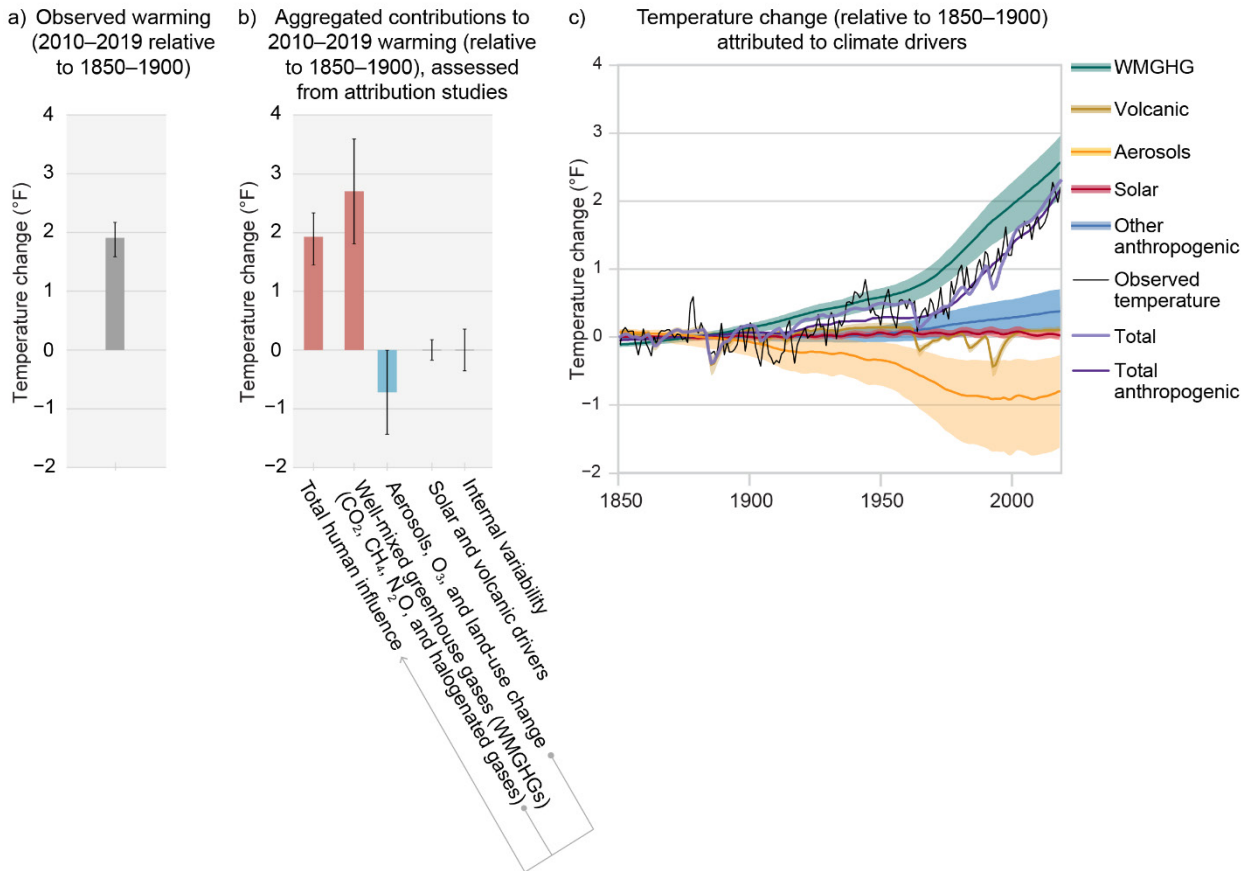 a) Observed warming
(2010–2019 relative
to 1850–1900)
Temperature change (°F)
4
3
2
1
0
−1
−2
b) Aggregated contributions to
2010–2019 warming (relative
to 1850–1900), assessed
from attribution studies
Temperature change (°F)
4
3
2
1
0
−1
−2
Total human influence
Well-mixed greenhouse gases (WMGHGs)
(CO₂, CH₄, N₂O, and halogenated gases)
Aerosols, O₃, and land-use change
Solar and volcanic drivers
Internal variability
c) Temperature change (relative to 1850–1900)
attributed to climate drivers
Temperature change (°F)
4
3
2
1
0
−1
−2
1850
1900
1950
2000
WMGHG
Volcanic
Aerosols
Solar
Other
anthropogenic
Observed
temperature
Total
Total
anthropogenic